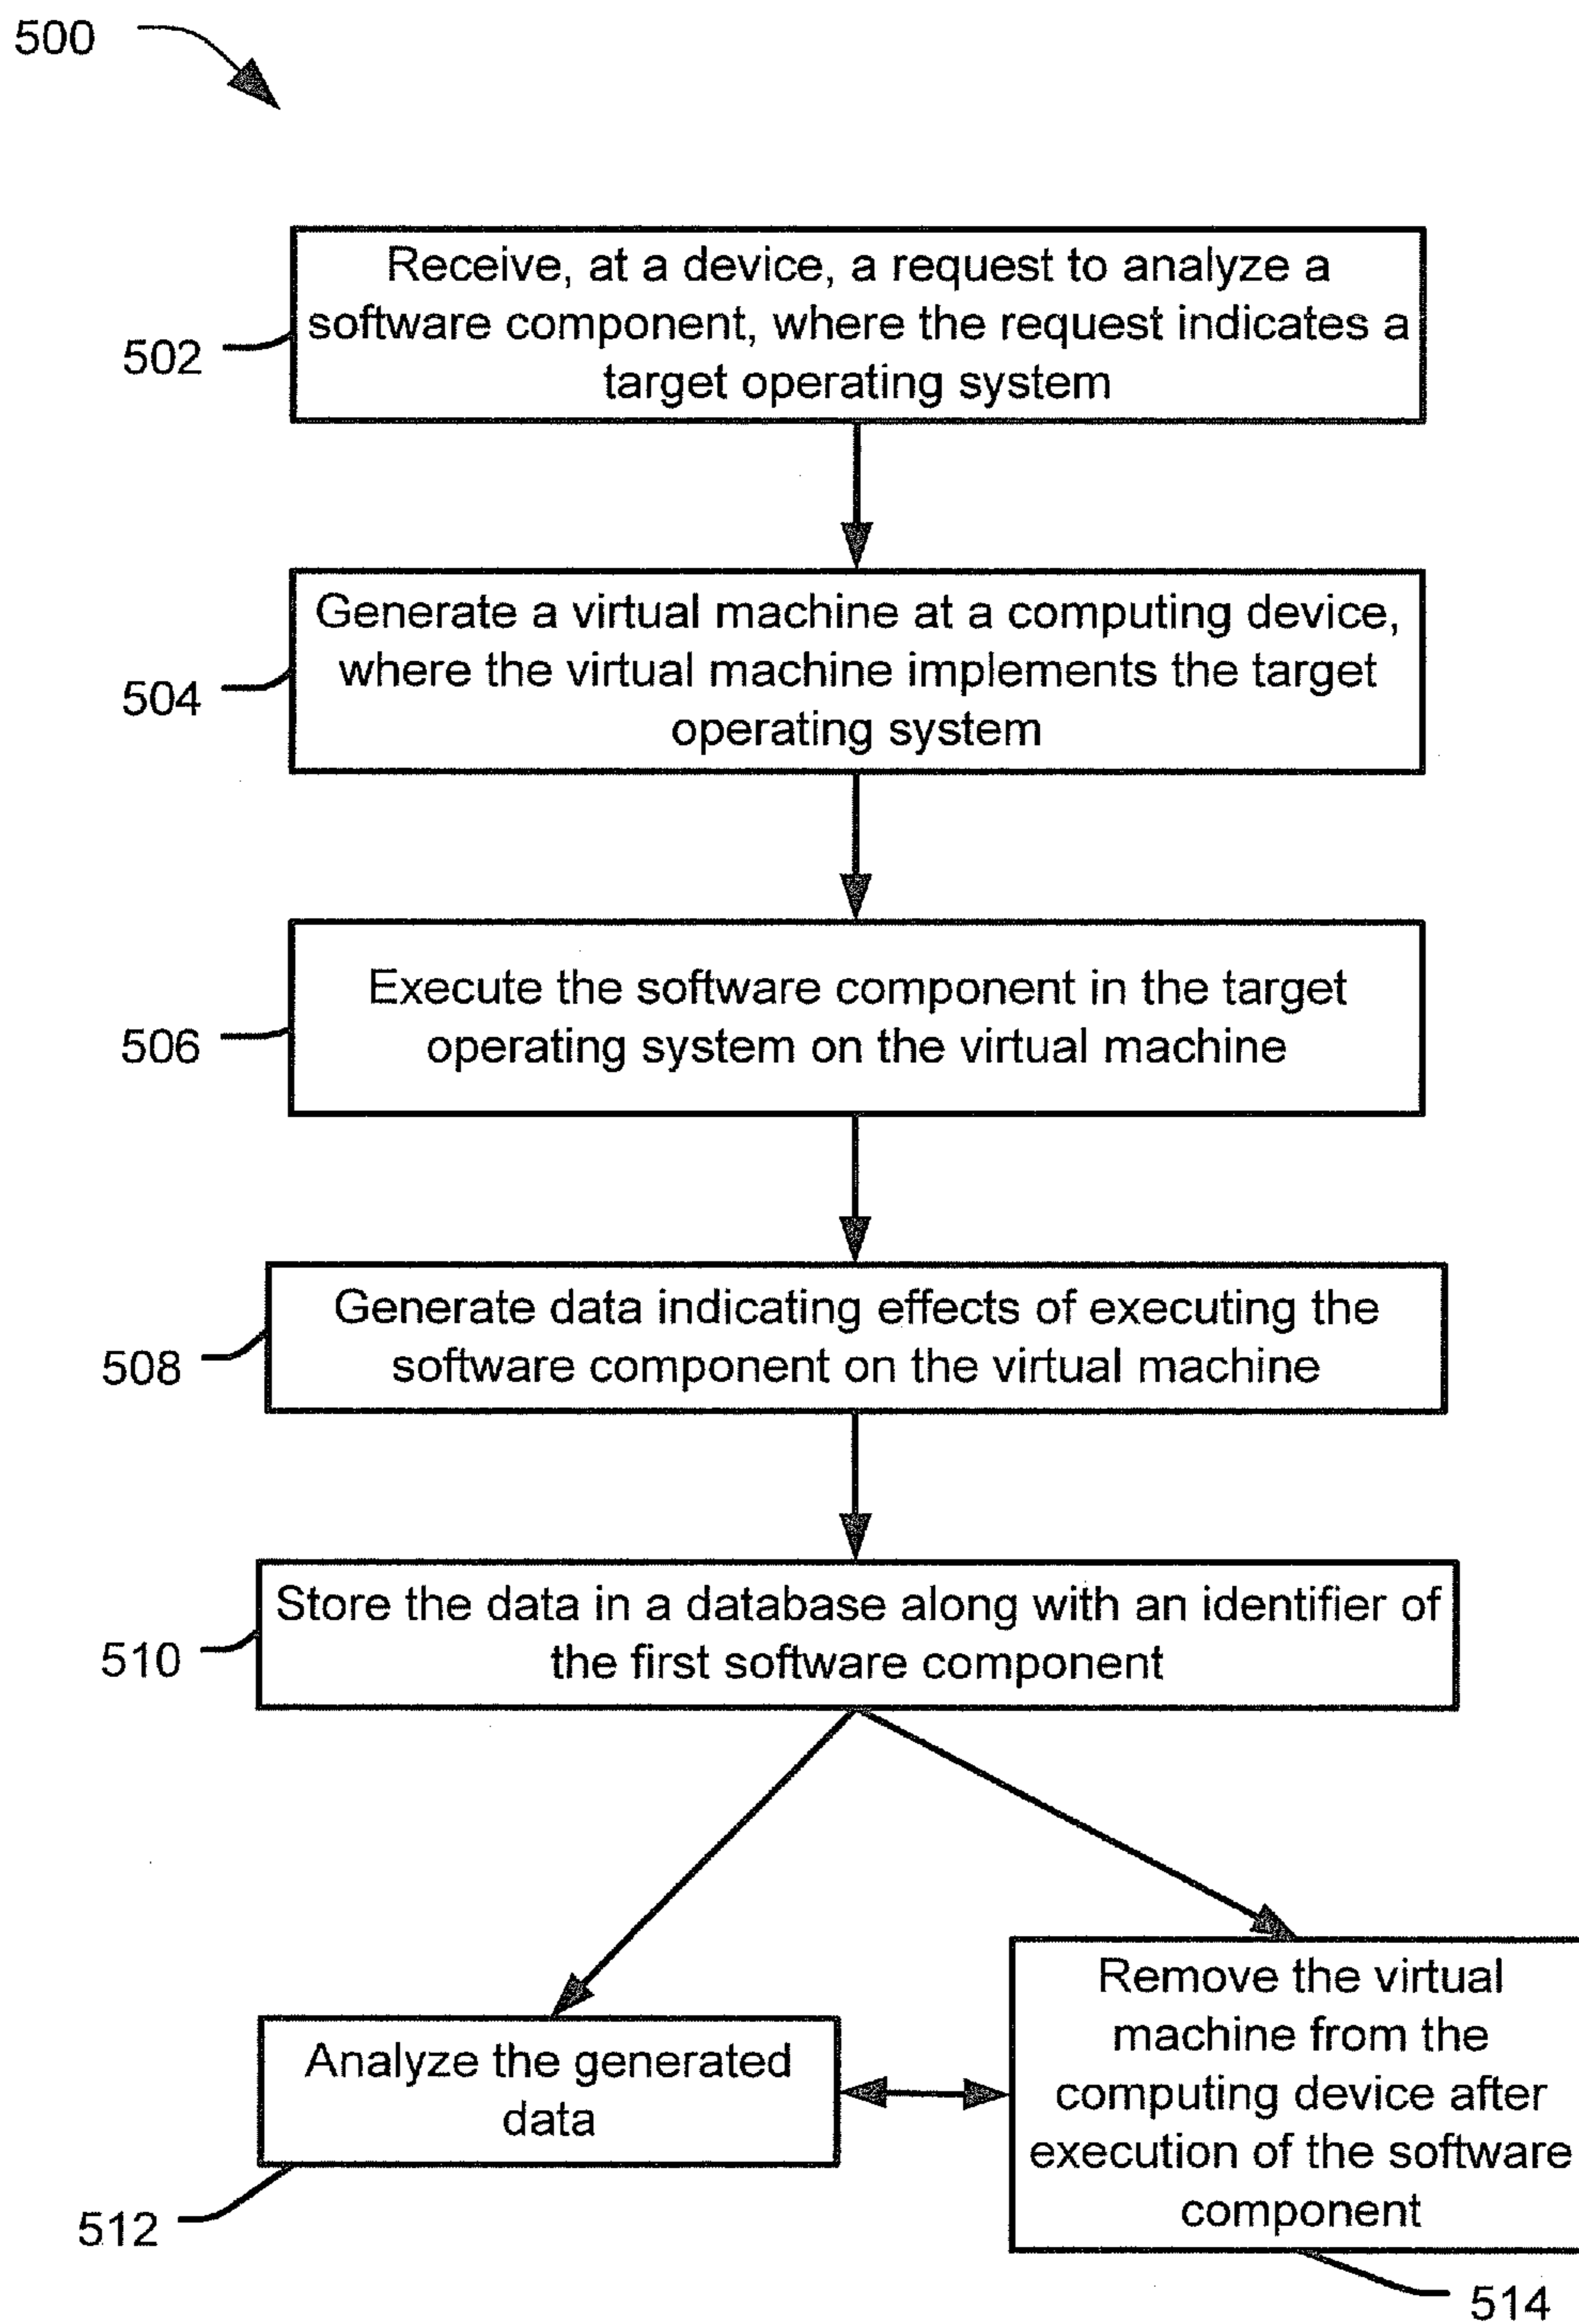 500
Receive, at a device, a request to analyze a
software component, where the request indicates a
target operating system
502
Generate a virtual machine at a computing device,
where the virtual machine implements the target
operating system
504
Execute the software component in the target
operating system on the virtual machine
506
Generate data indicating effects of executing the
software component on the virtual machine
508
Store the data in a database along with an identifier of
the first software component
510
Analyze the generated
data
512
Remove the virtual
machine from the
computing device after
execution of the software
component
514